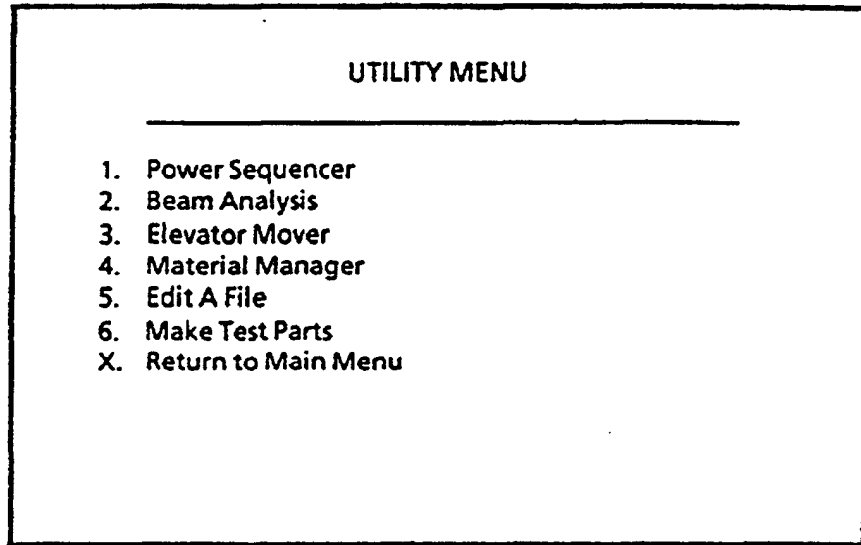 UTILITY MENU
1. Power Sequencer
2. Beam Analysis
3. Elevator Mover
4. Material Manager
5. Edit A File
6. Make Test Parts
X. Return to Main Menu